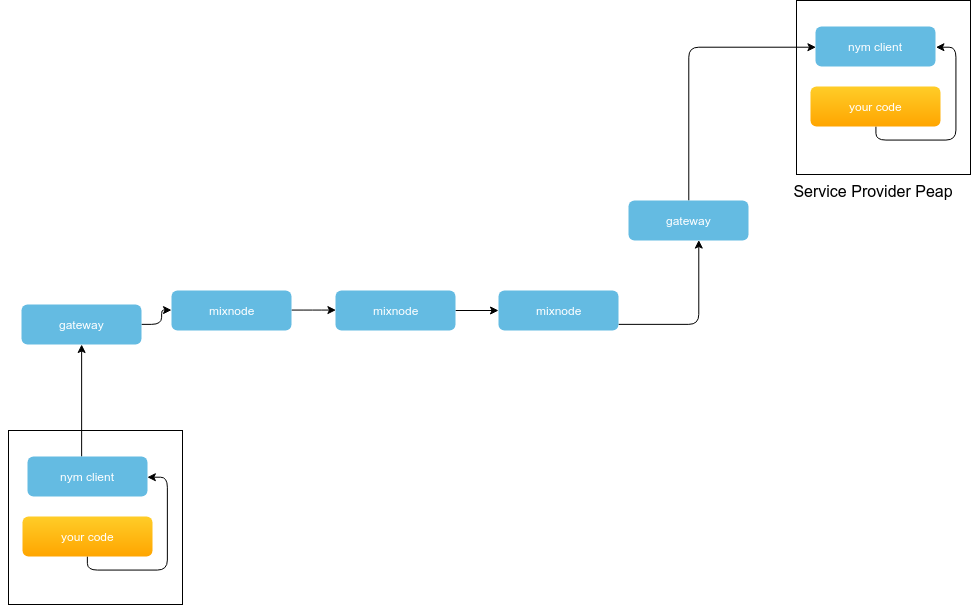 nym client
your code
Service Provider Peap
gateway
gateway
mixnode
mixnode
mixnode
nym client
your code